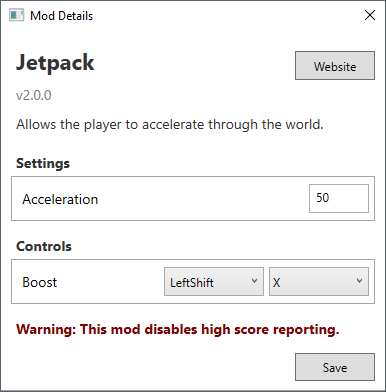 Mod Details
Jetpack
Website
v2.0.0
Allows the player to accelerate through the world.
Settings
Acceleration 50
Controls
Boost LeftShift X
Warning: This mod disables high score reporting.
Save